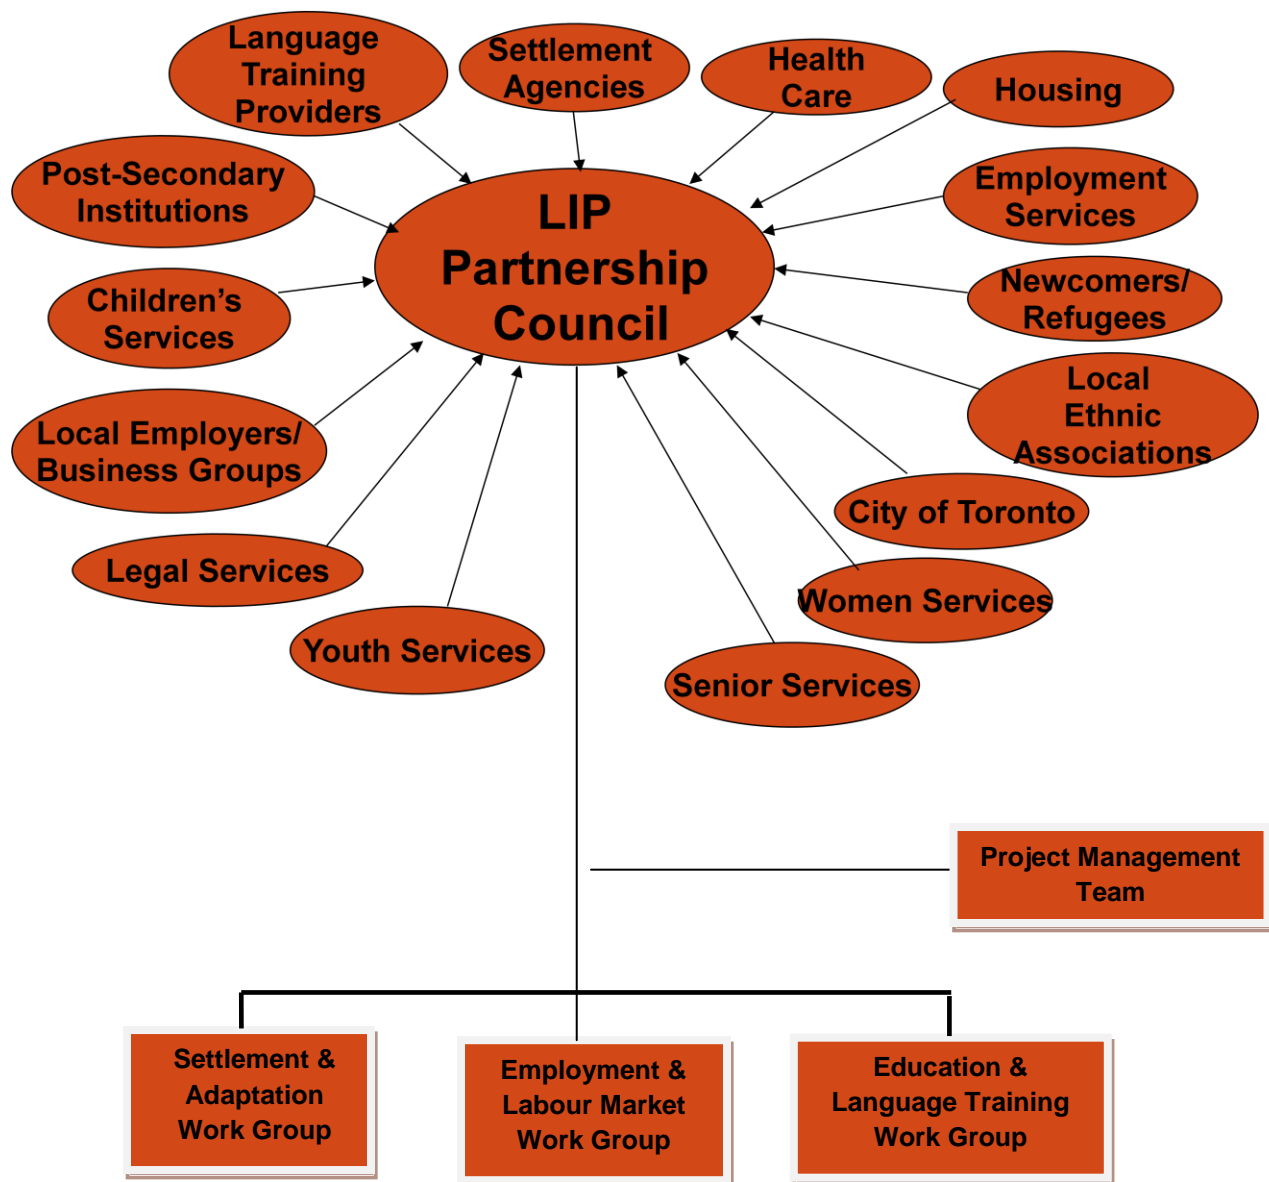 Language
Training
Providers
Settlement
Agencies
Health
Care
Housing
Post-Secondary
Institutions
LIP
Partnership
Council
Employment
Services
Children's
Services
Newcomers/
Refugees
Local Employers/
Business Groups
Local
Ethnic
Associations
Legal Services
City of Toronto
Youth Services
Women Services
Senior Services
Project Management
Team
Settlement &
Adaptation
Work Group
Employment &
Labour Market
Work Group
Education &
Language Training
Work Group